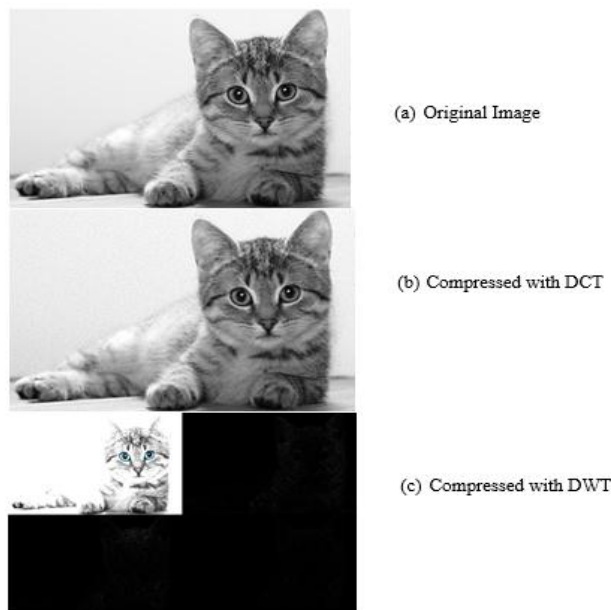 (a) Original Image
(b) Compressed with DCT
(c) Compressed with DWT